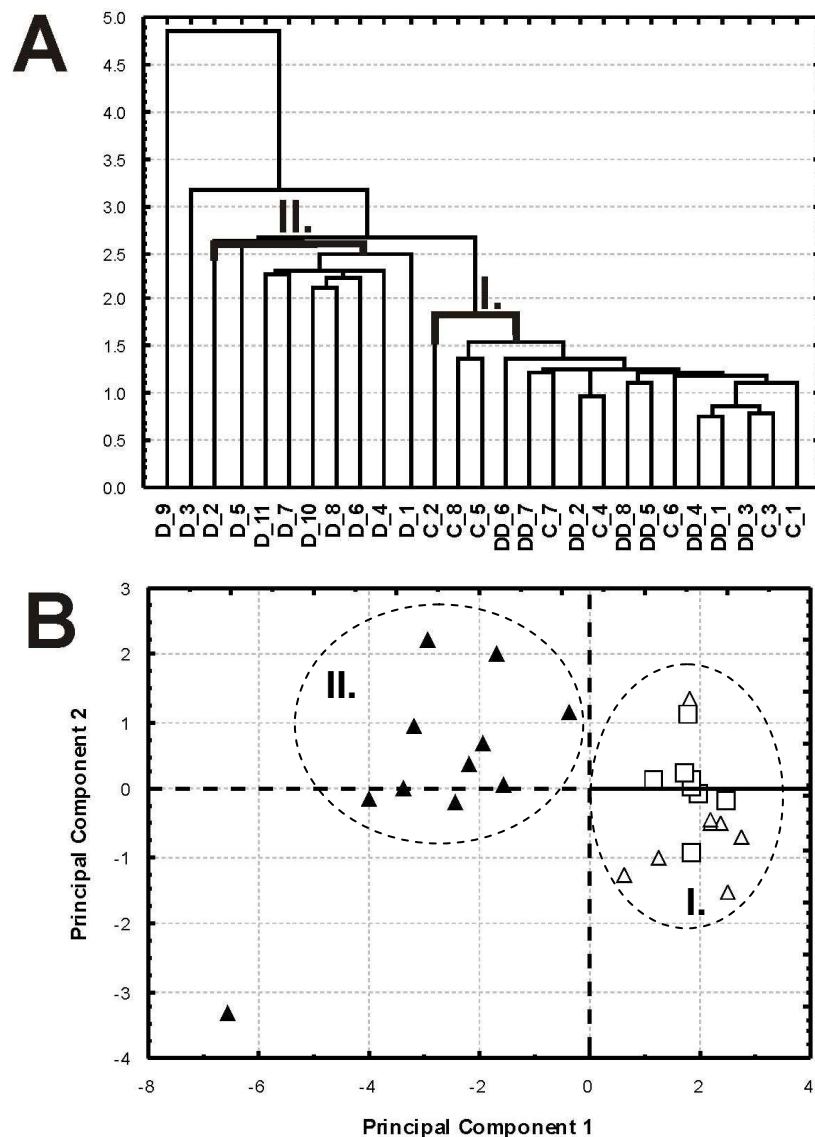 A
5.0
4.5
4.0
3.5
3.0
2.5
2.0
1.5
1.0
0.5
0.0
II.
I.
D_9
D_3
D_2
D_5
D_11
D_7
D_10
D_8
D_6
D_4
D_1
C_2
C_8
C_5
DD_6
DD_7
C_7
DD_2
C_4
DD_8
DD_5
C_6
DD_4
DD_1
DD_3
C_3
C_1
B
Principal Component 2
3
2
1
0
-1
-2
-3
-4
II.
I.
-8 -6 -4 -2 0 2 4
Principal Component 1